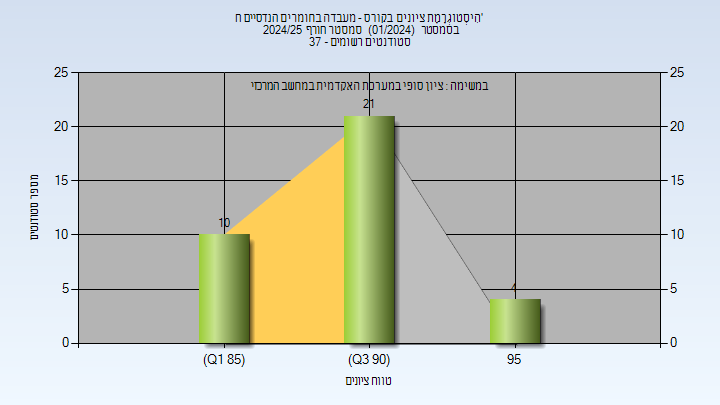 היסטוגרמת ציונים בקורס - מעבדה בחומרים הנדסיים ח'
בסמסטר (01/2024) סמסטר חורף 2024/25
סטודנטים רשומים - 37
במשימה : ציון סופי במערכת האקדמית במחשב המרכזי
25 25
20 20
15 15
10 10
5 5
0 0
10
21
4
מספר סטודנטים
(Q1 85) (Q3 90) 95
טווח ציונים